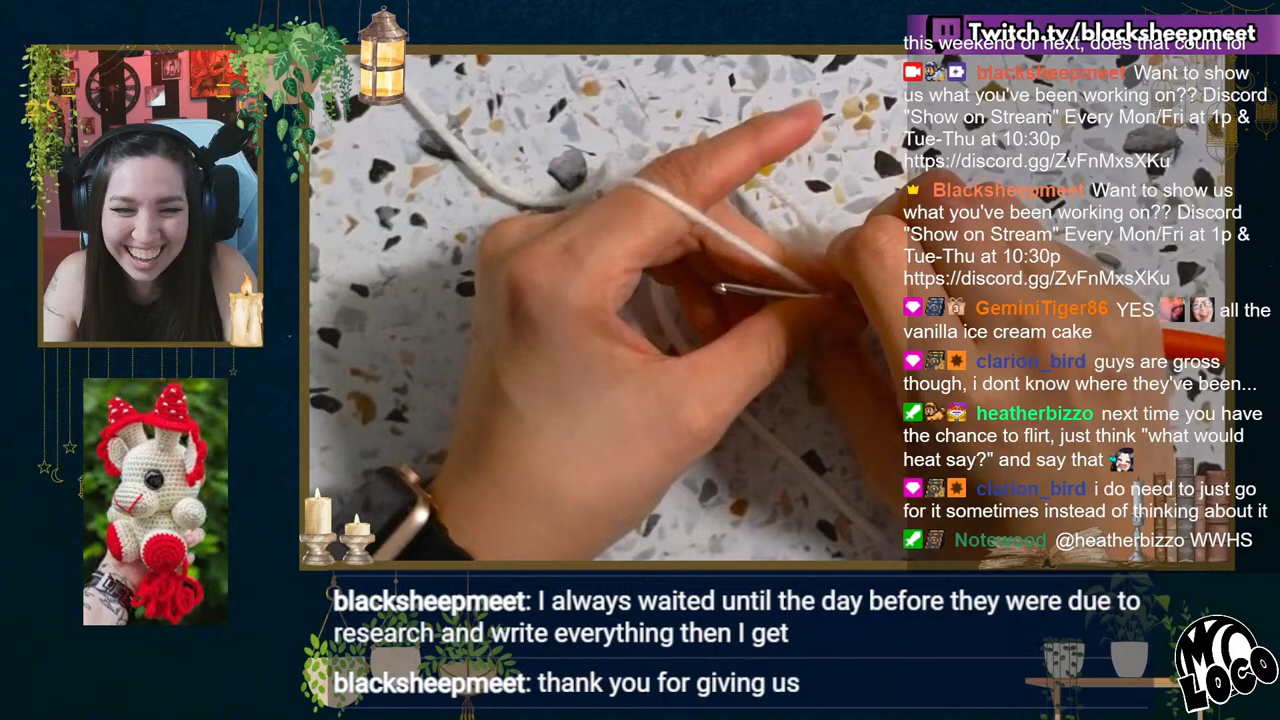 Twitch.tv/blacksheepmeet
this weekend or next, does that count lol
blacksheepmeet Want to show
us what you've been working on?? Discord
"Show on Stream" Every Mon/Fri at 1p &
Tue-Thu at 10:30p
https://discord.gg/ZvFnMxsXKu
Blacksheepmeet Want to show us
what you've been working on?? Discord
"Show on Stream" Every Mon/Fri at 1p &
Tue-Thu at 10:30p
https://discord.gg/ZvFnMxsXKu
GeminiTiger86 YES all the
vanilla ice cream cake
clarion_bird guys are gross
though, i dont know where they've been...
heatherbizzo next time you have
the chance to flirt, just think "what would
heat say?" and say that
clarion_bird i do need to just go
for it sometimes instead of thinking about it
Notewood @heatherbizzo WWHS
blacksheepmeet: I always waited until the day before they were due to
research and write everything then I get
blacksheepmeet: thank you for giving us
MC
LOCO